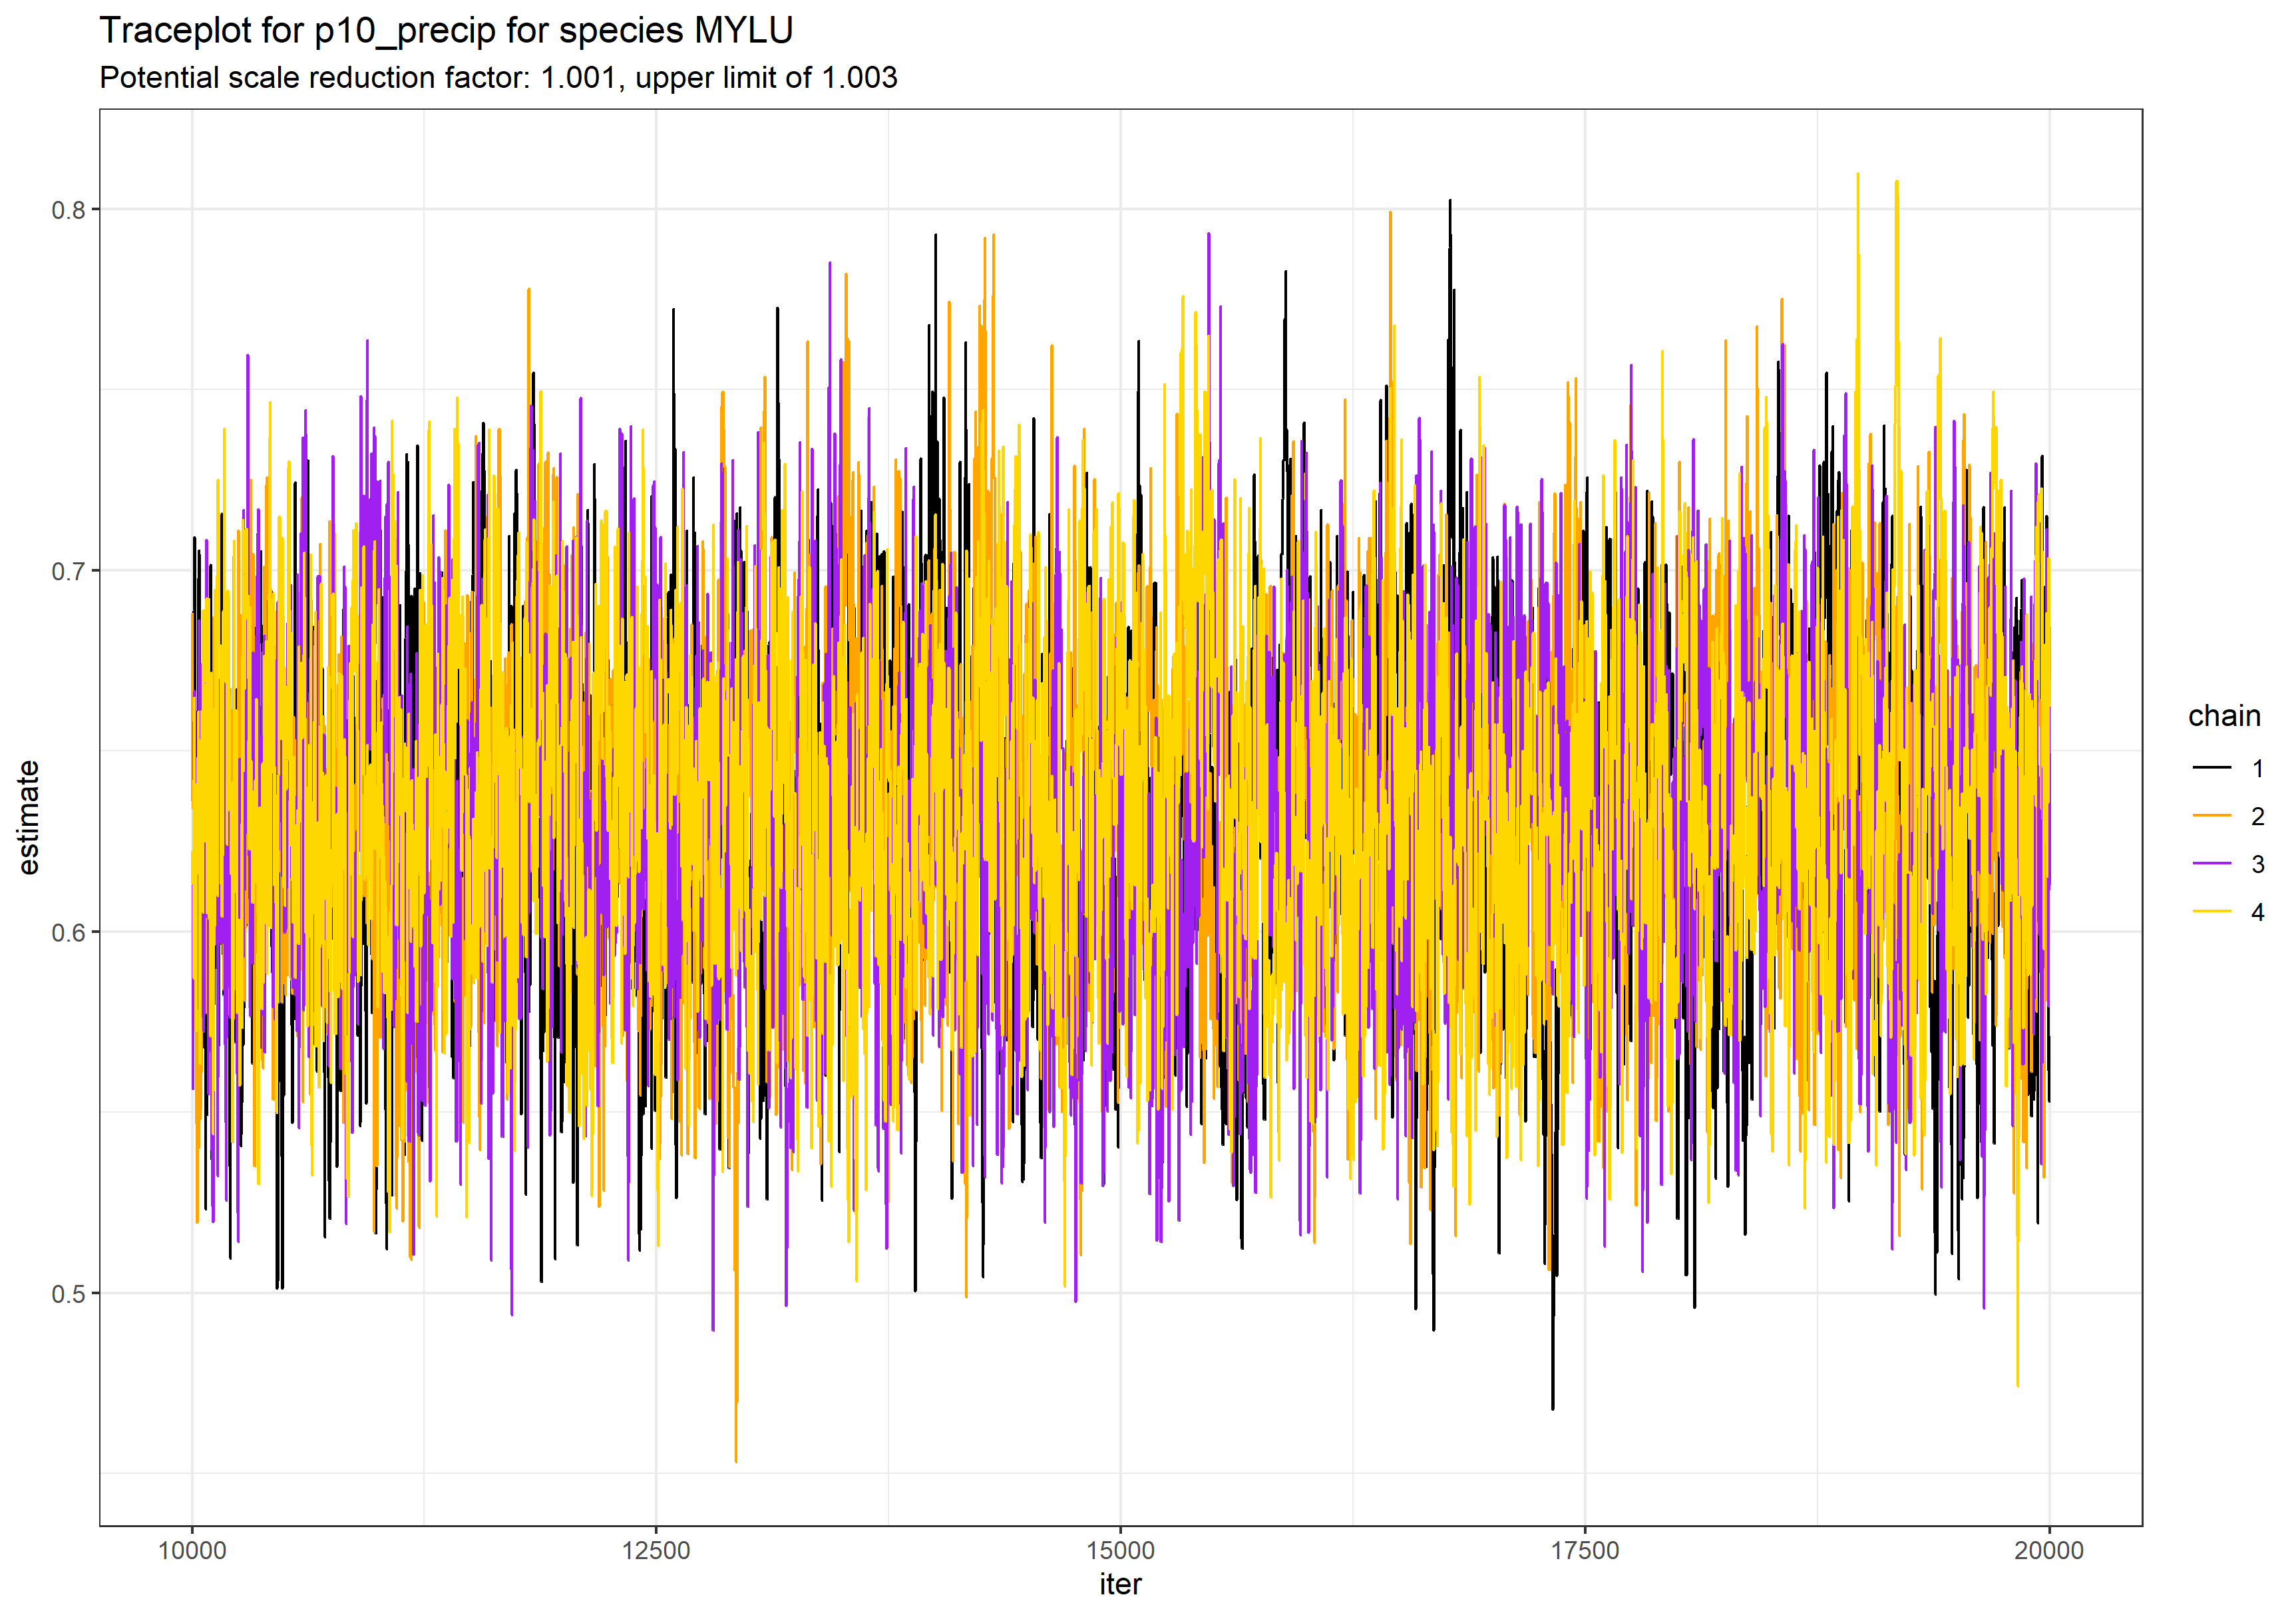 Traceplot for p10_precip for species MYLU
Potential scale reduction factor: 1.001, upper limit of 1.003
0.8
0.7
0.6
0.5
estimate
10000 12500 15000 17500 20000
iter
chain
1
2
3
4